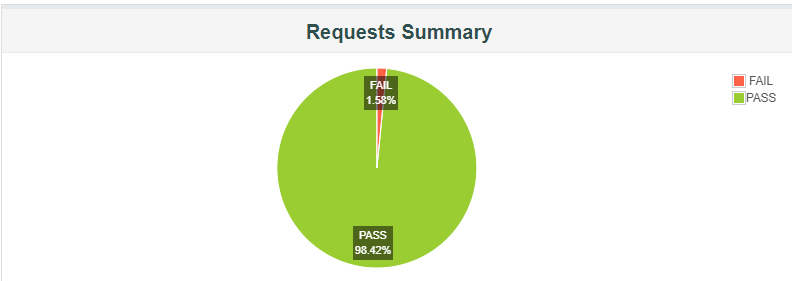 Requests Summary
FAIL
1.58%
FAIL
PASS
PASS
98.42%